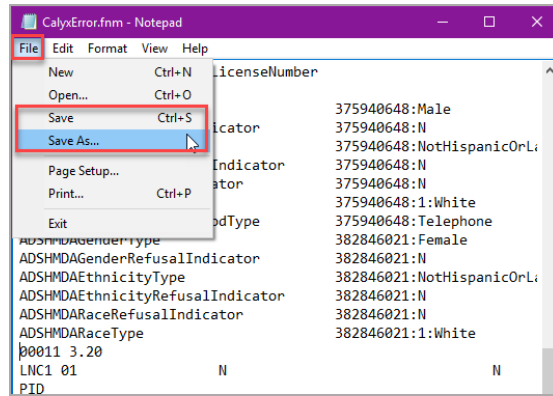 CalyxError.fnm - Notepad
File Edit Format View Help
New Ctrl+N
Open... Ctrl+O
Save Ctrl+S
Save As...
Page Setup...
Print... Ctrl+P
Exit
icenseNumber
375940648:Male
icator 375940648:N
375940648:NotHispanicOrLa
Indicator 375940648:N
ator 375940648:N
375940648:1:White
odType 375940648:Telephone
ADSHMDAGenderType 382846021:Female
ADSHMDAGenderRefusalIndicator 382846021:N
ADSHMDAEthnicityType 382846021:NotHispanicOrLa
ADSHMDAEthnicityRefusalIndicator 382846021:N
ADSHMDARaceRefusalIndicator 382846021:N
ADSHMDARaceType 382846021:1:White
00011 3.20
LNC1 01 N N
PID